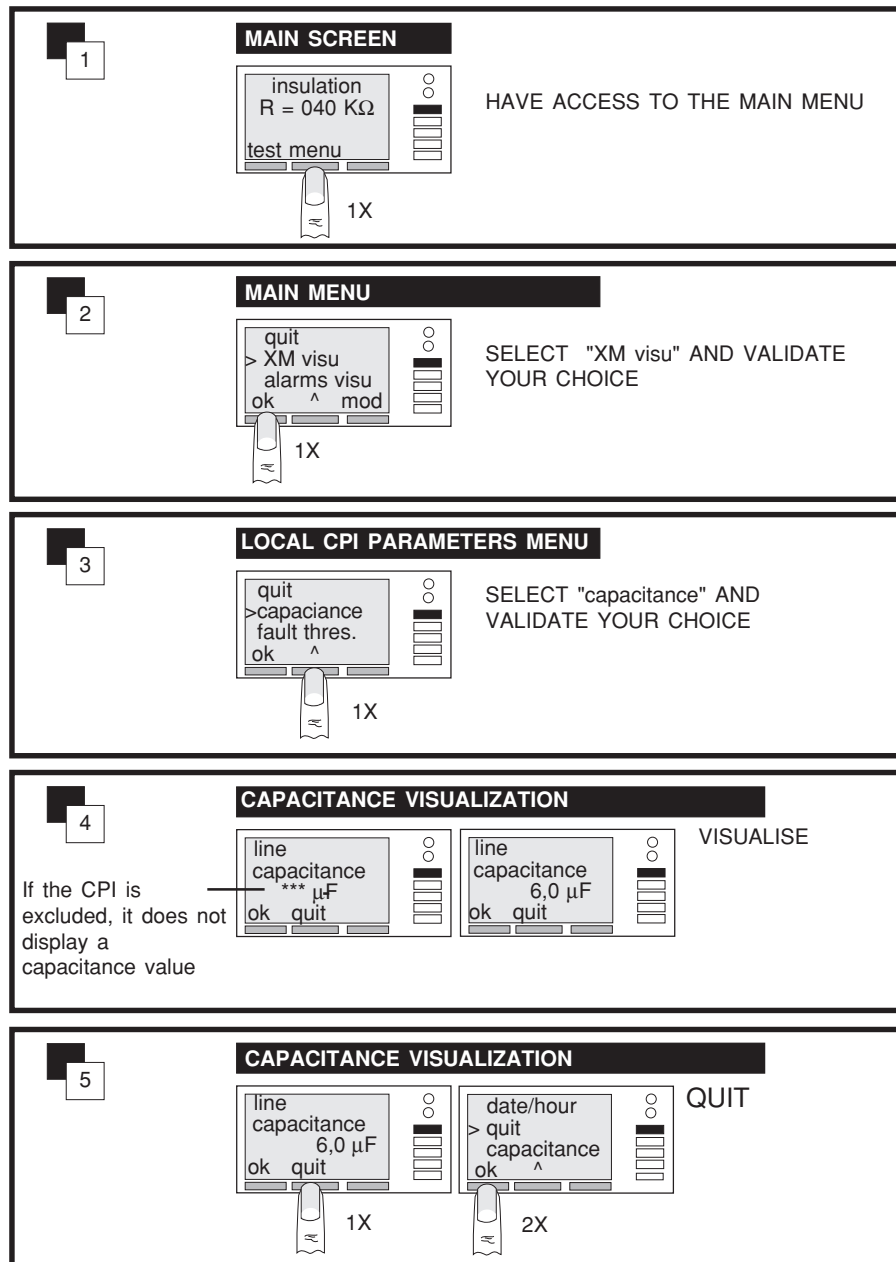 1
MAIN SCREEN
insulation
R = 040 KΩ
test menu
1X
HAVE ACCESS TO THE MAIN MENU
2
MAIN MENU
quit
> XM visu
alarms visu
ok ^ mod
1X
SELECT "XM visu" AND VALIDATE
YOUR CHOICE
3
LOCAL CPI PARAMETERS MENU
quit
>capaciance
fault thres.
ok ^
1X
SELECT "capacitance" AND
VALIDATE YOUR CHOICE
4
CAPACITANCE VISUALIZATION
If the CPI is
excluded, it does not
display a
capacitance value
line
capacitance
*** µF
ok quit
line
capacitance
6,0 µF
ok quit
VISUALISE
5
CAPACITANCE VISUALIZATION
line
capacitance
6,0 µF
ok quit
1X
date/hour
> quit
capacitance
ok ^
2X
QUIT